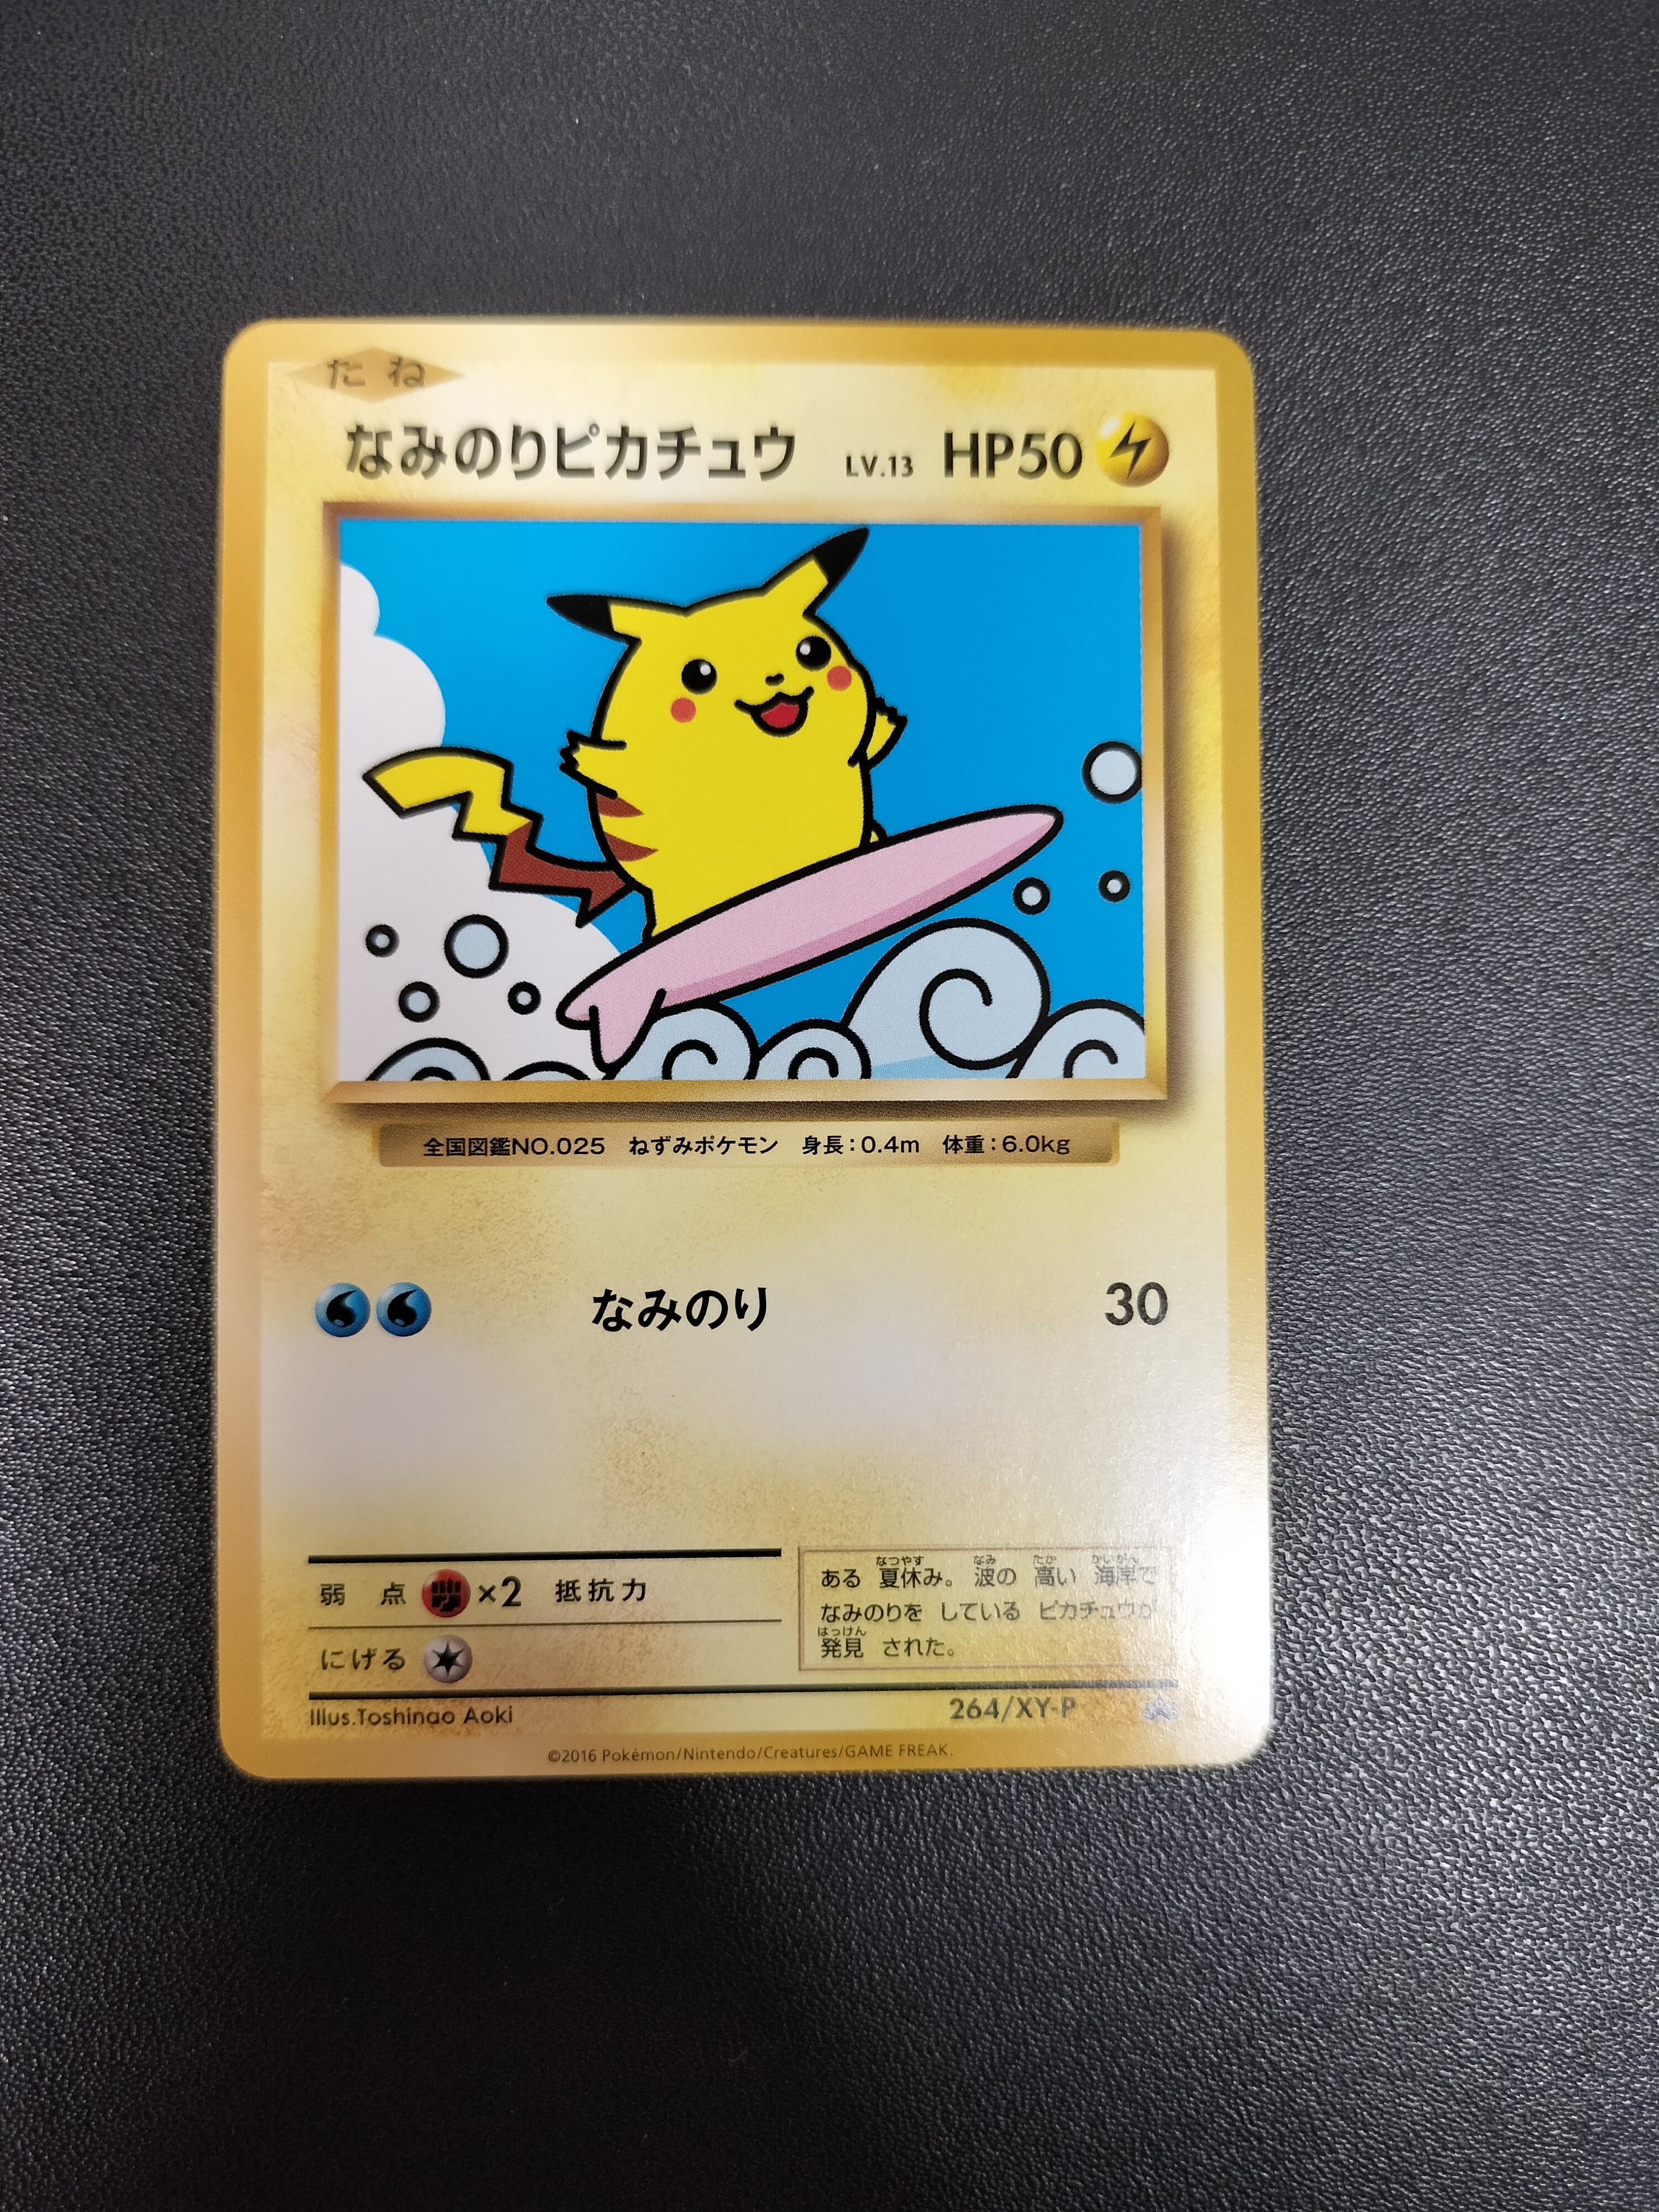 たね
なみのりピカチュウ LV.13 HP50
全国図鑑NO.025 ねずみポケモン 身長:0.4m 体重:6.0kg
なみのり 30
弱点 ×2 抵抗力
にげる
なつやす なみ たか かいがん
ある 夏休み。 波の 高い 海岸で
なみのりを している ピカチュウが
はっけん
発見 された。
Illus.Toshinao Aoki 264/XY-P
©2016 Pokémon/Nintendo/Creatures/GAME FREAK.